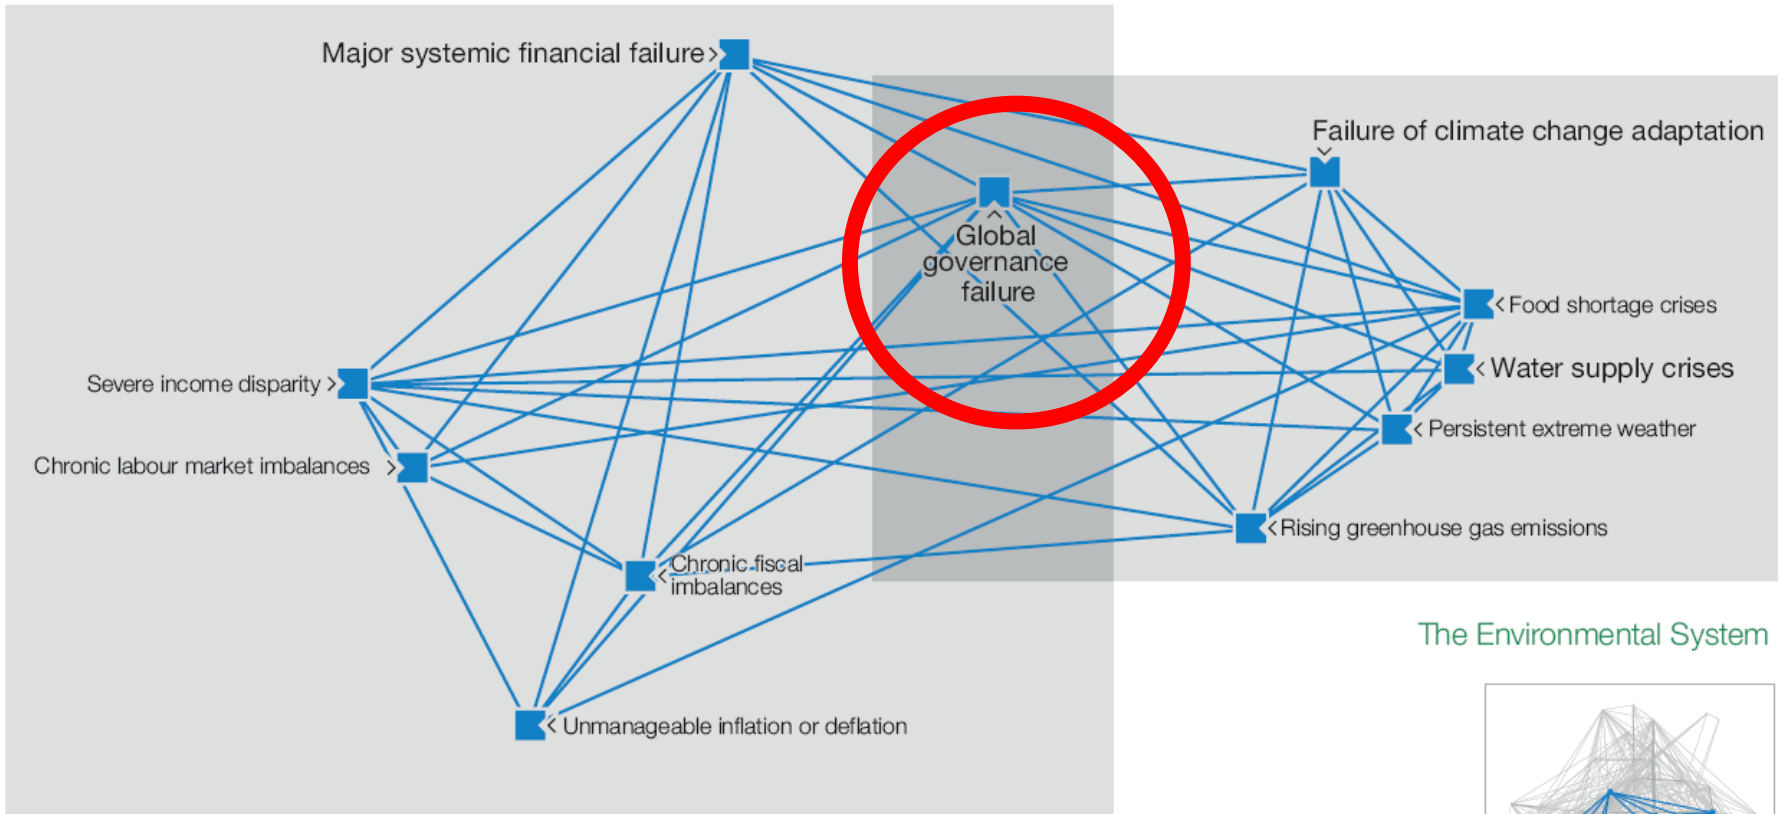 Major systemic financial failure
Failure of climate change adaptation
Global
governance
failure
Food shortage crises
Water supply crises
Severe income disparity
Persistent extreme weather
Chronic labour market imbalances
Rising greenhouse gas emissions
Chronic fiscal
imbalances
The Environmental System
Unmanageable inflation or deflation